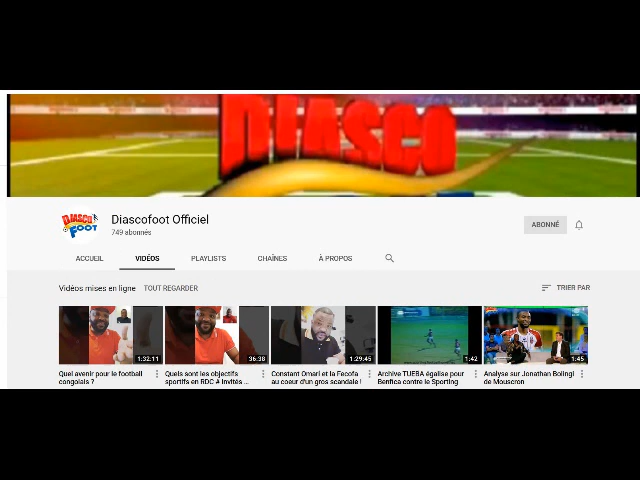 DIASCO
DIASCO
FOOT
Diascofoot Officiel
749 abonnés
ABONNÉ
ACCUEIL VIDÉOS PLAYLISTS CHAÎNES À PROPOS
Vidéos mises en ligne TOUT REGARDER TRIER PAR
1:32:11 36:38 1:29:45 1:42 1:45
Quel avenir pour le football
congolais ?
Quels sont les objectifs
sportifs en RDC # invités ...
Constant Omari et la Fecofa
au coeur d'un gros scandale !
Archive TUEBA égalise pour
Benfica contre le Sporting
Analyse sur Jonathan Bolingi
de Mouscron